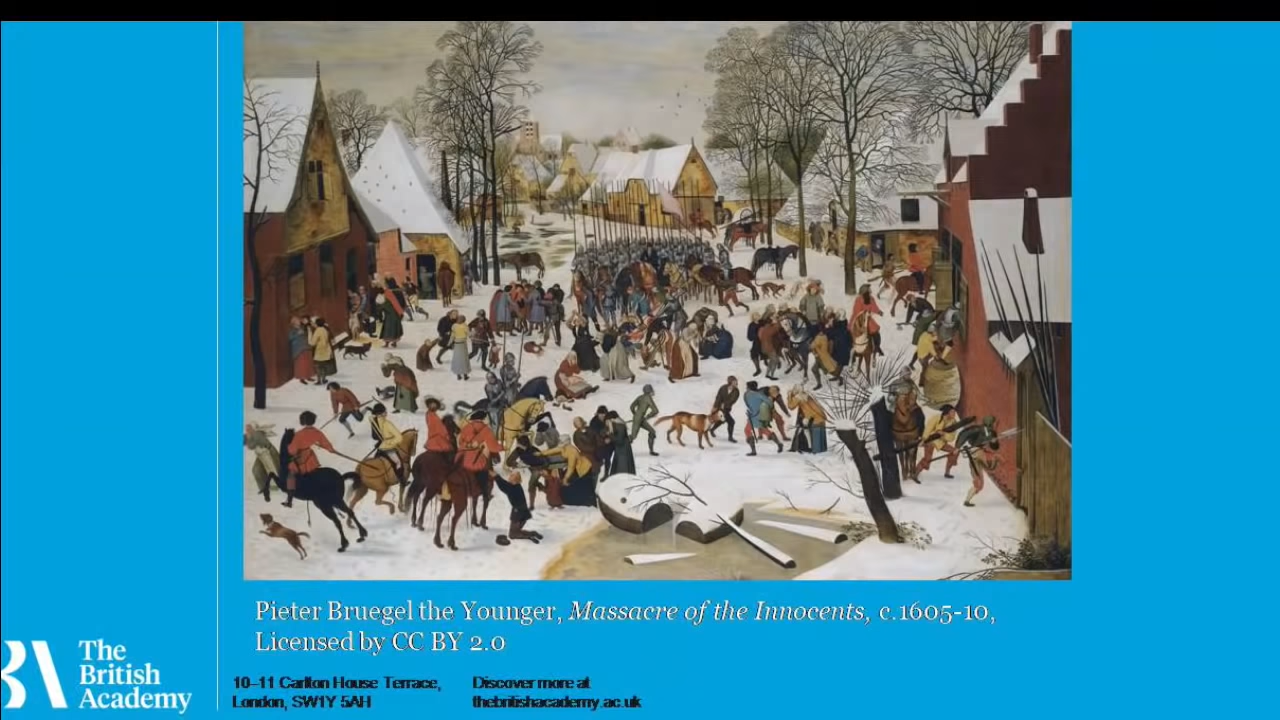 Pieter Bruegel the Younger, Massacre of the Innocents, c.1605-10,
Licensed by CC BY 2.0
The
British
Academy
10–11 Carlton House Terrace,
London, SW1Y 5AH
Discover more at
thebritishacademy.ac.uk